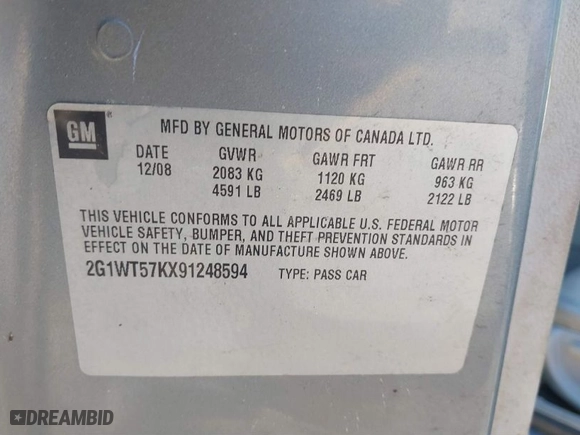 GM
MFD BY GENERAL MOTORS OF CANADA LTD.
DATE GVWR GAWR FRT GAWR RR
12/08 2083 KG 1120 KG 963 KG
4591 LB 2469 LB 2122 LB
THIS VEHICLE CONFORMS TO ALL APPLICABLE U.S. FEDERAL MOTOR
VEHICLE SAFETY, BUMPER, AND THEFT PREVENTION STANDARDS IN
EFFECT ON THE DATE OF MANUFACTURE SHOWN ABOVE.
2G1WT57KX91248594 TYPE: PASS CAR
DREAMBID